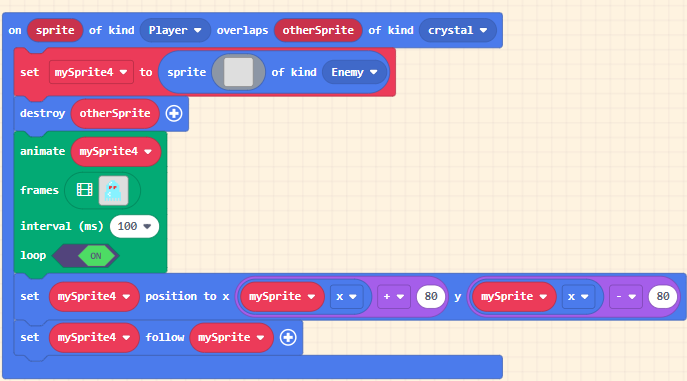 on sprite of kind Player overlaps otherSprite of kind crystal
set mySprite4 to sprite of kind Enemy
destroy otherSprite
animate mySprite4
frames
interval (ms) 100
loop ON
set mySprite4 position to x mySprite x + 80 y mySprite x - 80
set mySprite4 follow mySprite